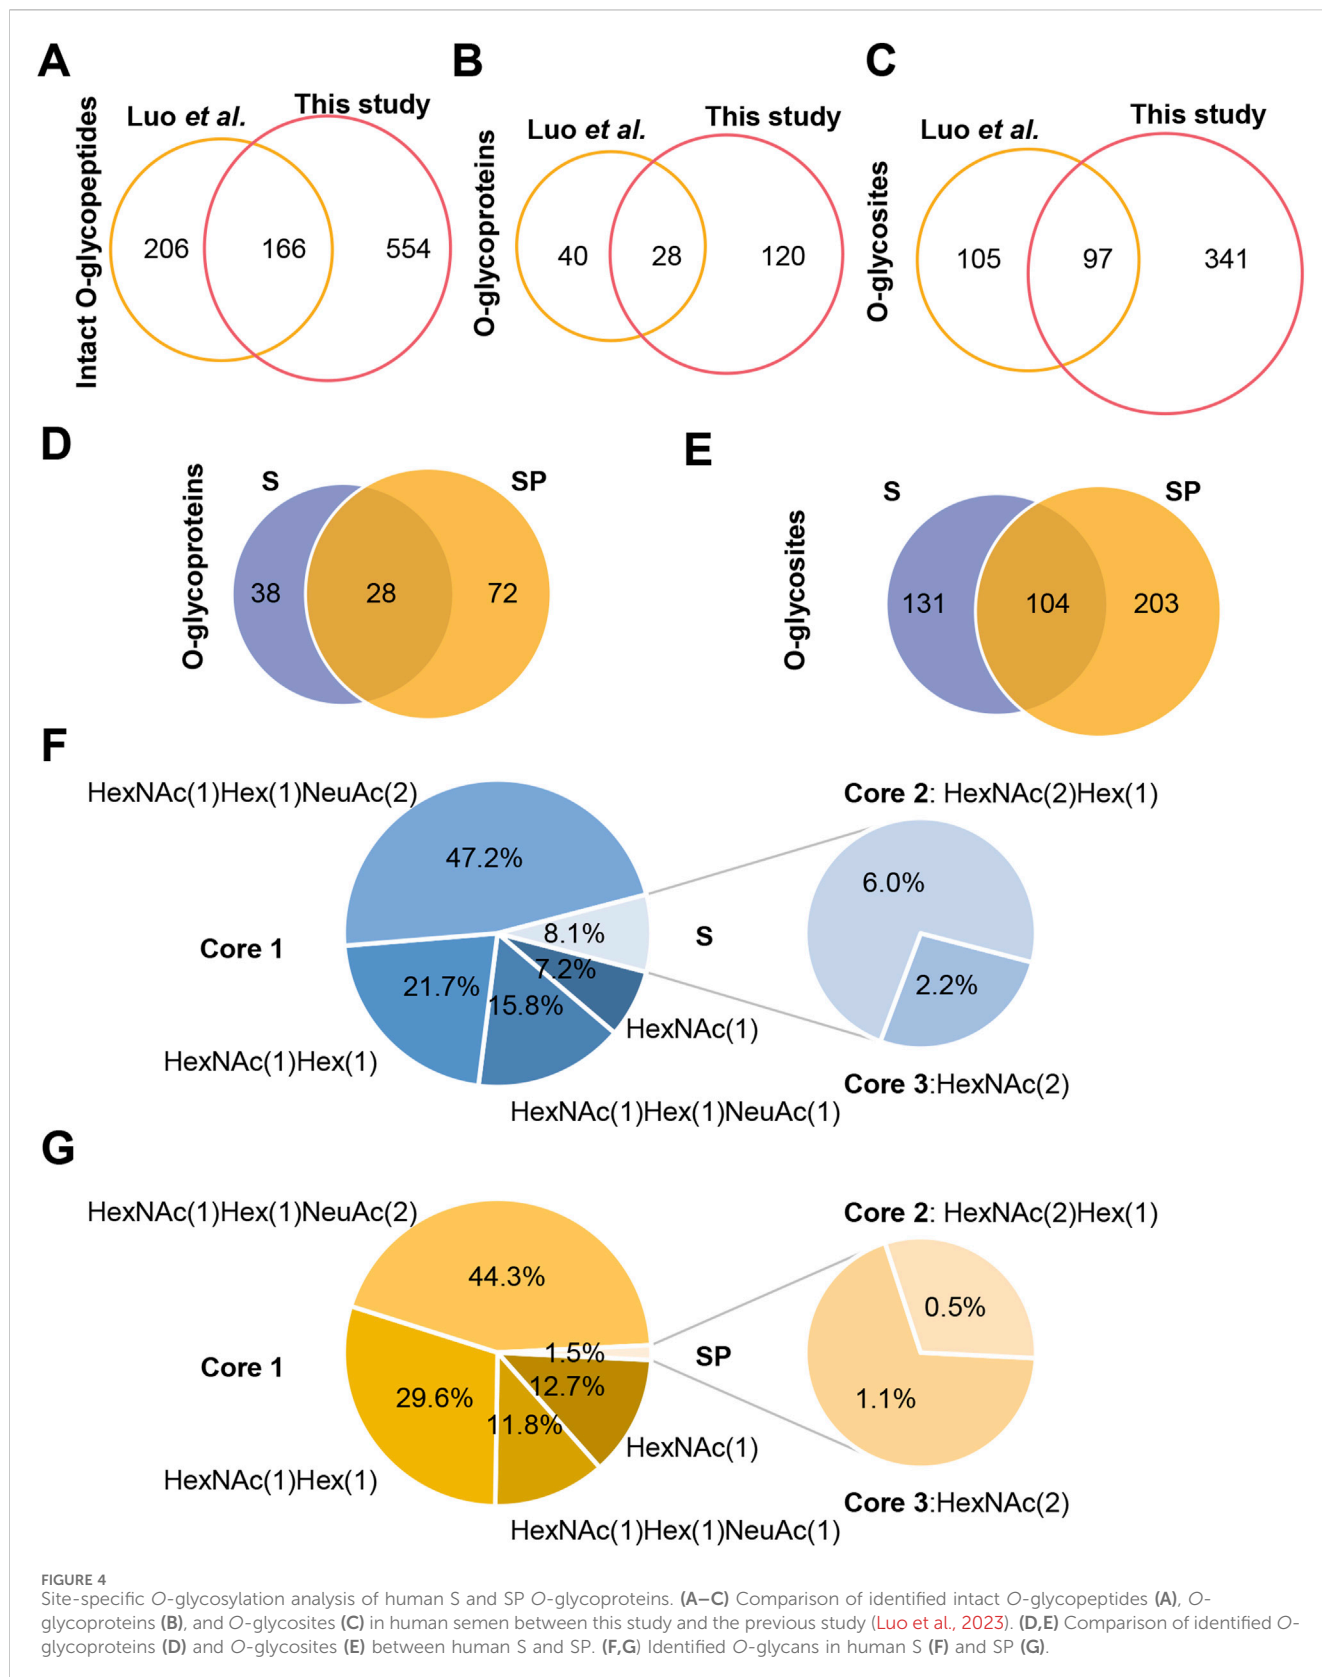 A
Intact O-glycopeptides
Luo et al.
This study
206
166
554
B
O-glycoproteins
Luo et al.
This study
40
28
120
C
O-glycosites
Luo et al.
This study
105
97
341
D
O-glycoproteins
S
SP
38
28
72
E
O-glycosites
S
SP
131
104
203
F
HexNAc(1)Hex(1)NeuAc(2)
47.2%
Core 1
8.1%
7.2%
21.7%
15.8%
S
HexNAc(1)
HexNAc(1)Hex(1)
HexNAc(1)Hex(1)NeuAc(1)
Core 2: HexNAc(2)Hex(1)
6.0%
2.2%
Core 3:HexNAc(2)
G
HexNAc(1)Hex(1)NeuAc(2)
44.3%
Core 1
1.5%
12.7%
29.6%
11.8%
SP
HexNAc(1)
HexNAc(1)Hex(1)
HexNAc(1)Hex(1)NeuAc(1)
Core 2: HexNAc(2)Hex(1)
0.5%
1.1%
Core 3:HexNAc(2)
FIGURE 4
Site-specific O-glycosylation analysis of human S and SP O-glycoproteins. (A–C) Comparison of identified intact O-glycopeptides (A), O-
glycoproteins (B), and O-glycosites (C) in human semen between this study and the previous study (Luo et al., 2023). (D,E) Comparison of identified O-
glycoproteins (D) and O-glycosites (E) between human S and SP. (F,G) Identified O-glycans in human S (F) and SP (G).